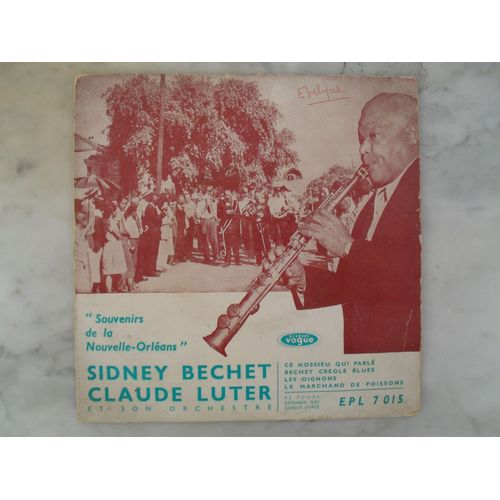 Evelyne
" Souvenirs
de la
Nouvelle-Orléans "
SIDNEY BECHET
CLAUDE LUTER
ET SON ORCHESTRE
DISQUES
vogue
CÉ MOSSIEU QUI PARLÉ
BECHET CREOLE BLUES
LES OIGNONS
LE MARCHAND DE POISSONS
45 TOURS
EXTENDED PLAY
LONGUE DURÉE
EPL 7015